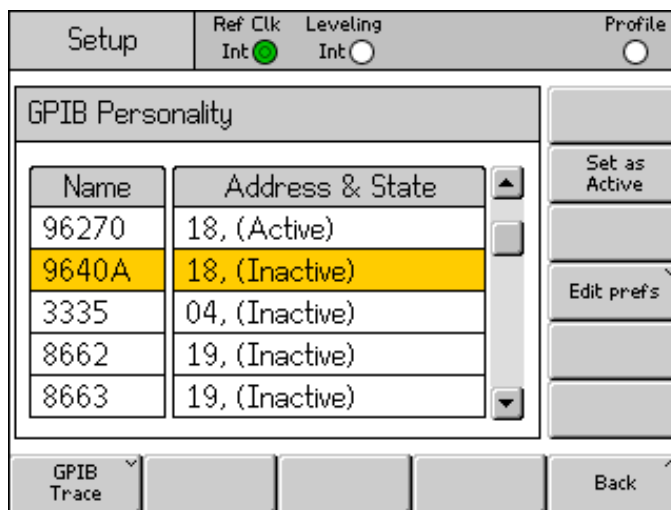 Setup
Ref Clk Leveling Profile
Int Int
GPIB Personality
Set as
Active
Name Address & State
96270 18, (Active)
9640A 18, (Inactive)
Edit prefs
3335 04, (Inactive)
8662 19, (Inactive)
8663 19, (Inactive)
GPIB
Trace
Back